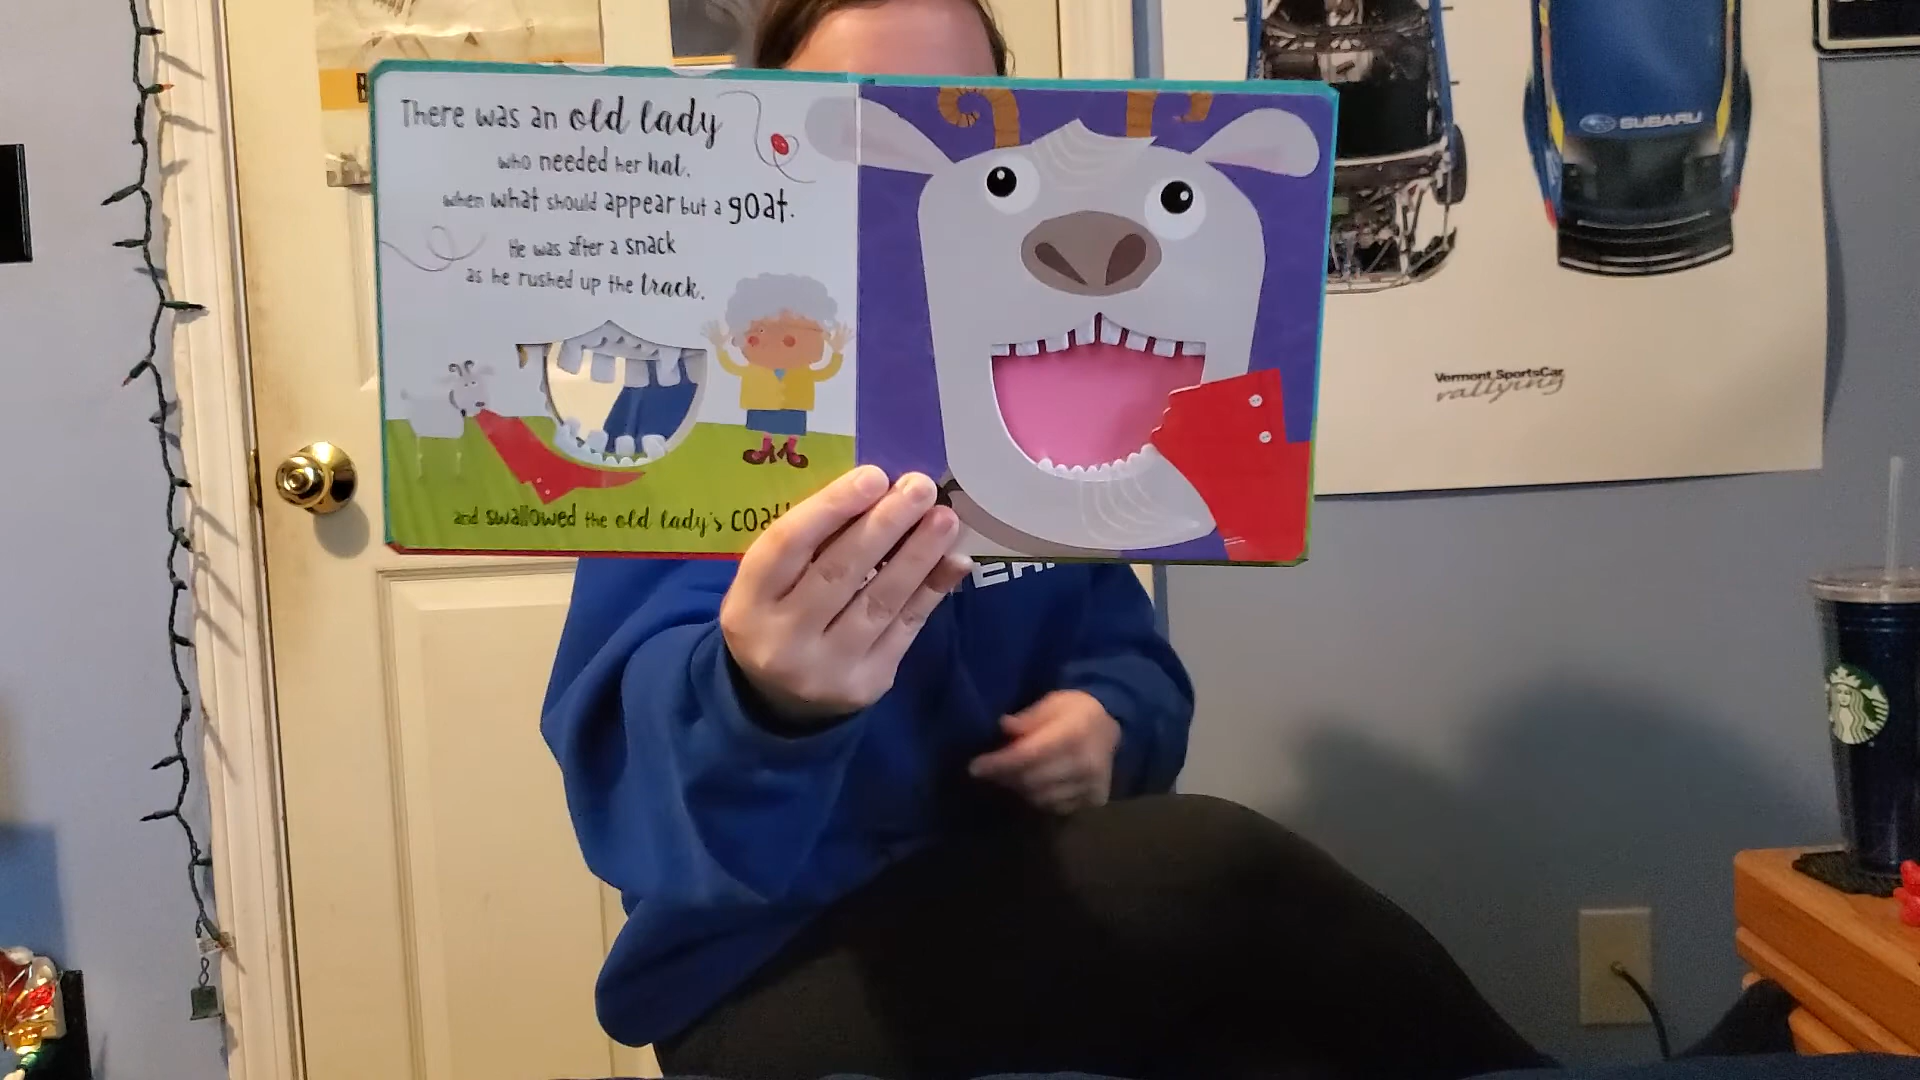 There was an old lady
who needed her hat,
when what should appear but a goat.
He was after a snack
as he rushed up the track,
and swallowed the old lady's
SUBARU
Vermont SportsCar
rallying